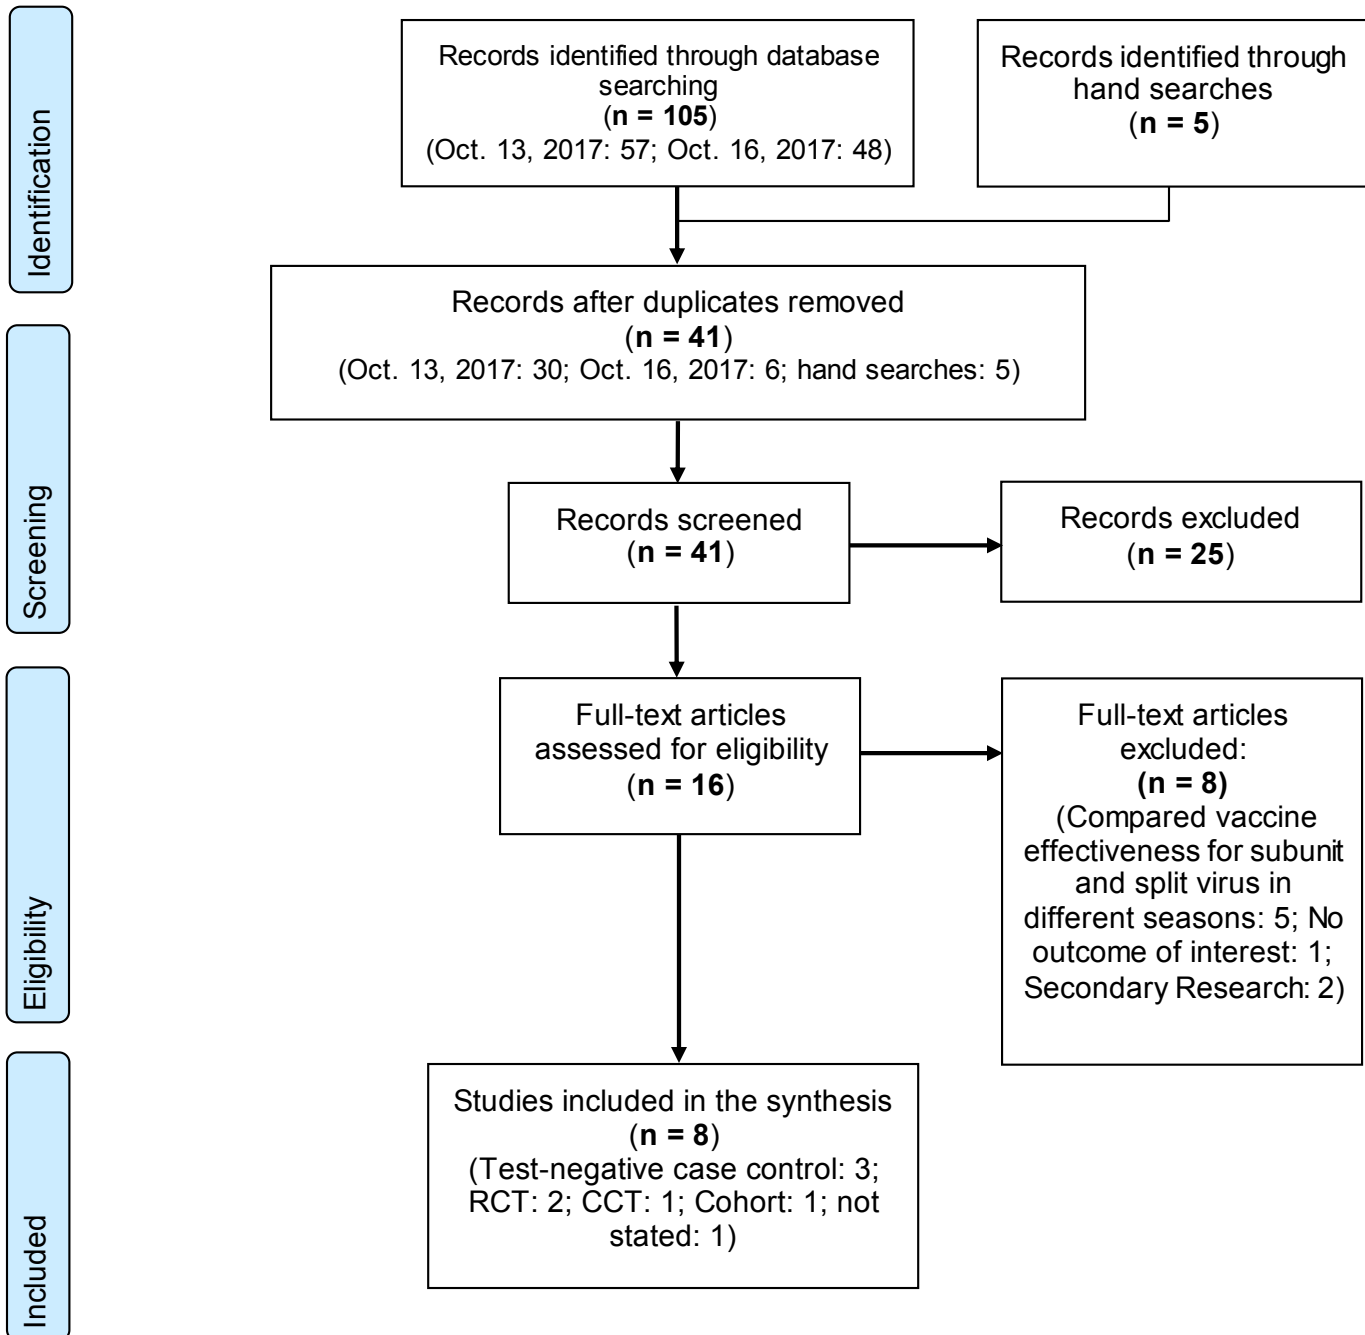 Identification
Records identified through database
searching
(n = 105)
(Oct. 13, 2017: 57; Oct. 16, 2017: 48)
Records identified through
hand searches
(n = 5)
Records after duplicates removed
(n = 41)
(Oct. 13, 2017: 30; Oct. 16, 2017: 6; hand searches: 5)
Screening
Records screened
(n = 41)
Records excluded
(n = 25)
Eligibility
Full-text articles
assessed for eligibility
(n = 16)
Full-text articles
excluded:
(n = 8)
(Compared vaccine
effectiveness for subunit
and split virus in
different seasons: 5; No
outcome of interest: 1;
Secondary Research: 2)
Included
Studies included in the synthesis
(n = 8)
(Test-negative case control: 3;
RCT: 2; CCT: 1; Cohort: 1; not
stated: 1)